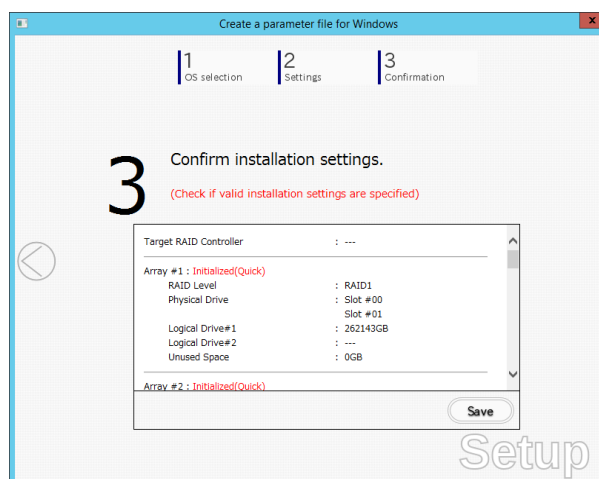 Create a parameter file for Windows
x
1
OS selection
2
Settings
3
Confirmation
3
Confirm installation settings.
(Check if valid installation settings are specified)
Target RAID Controller : ---
Array #1 : Initialized(Quick)
RAID Level : RAID1
Physical Drive : Slot #00
Slot #01
Logical Drive#1 : 262143GB
Logical Drive#2 : ---
Unused Space : 0GB
Array #2 : Initialized(Quick)
Save
Setup